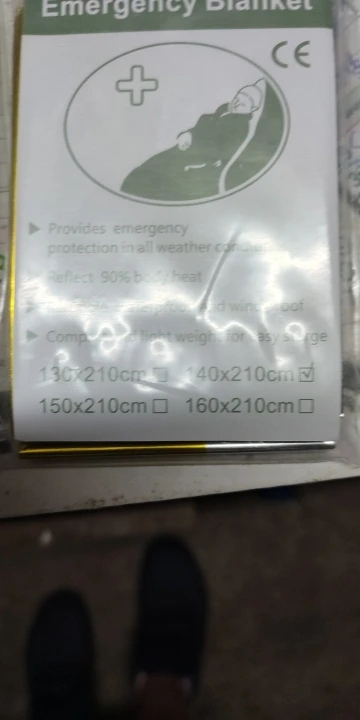 Emergency Blanket
CE
Provides emergency
protection in all weather
Reflect 90% body heat
light weight for easy
130x210cm ☐ 140x210cm ☑
150x210cm ☐ 160x210cm ☐